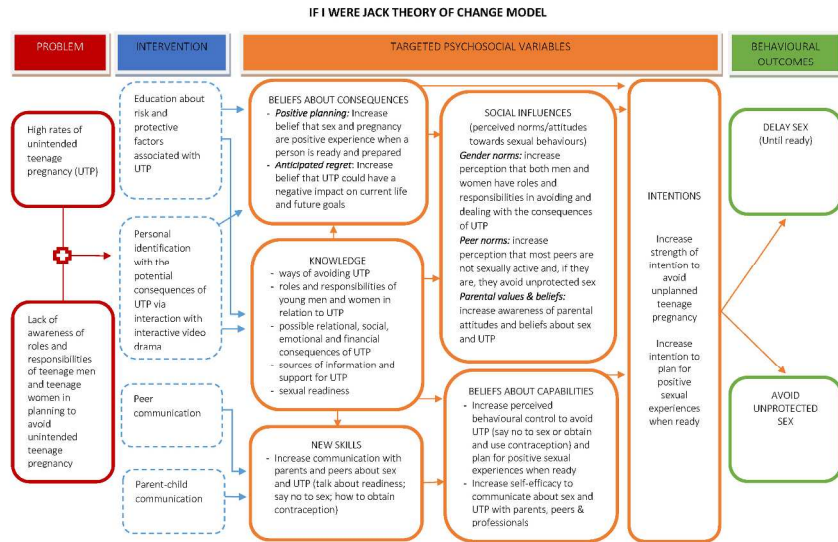 IF I WERE JACK THEORY OF CHANGE MODEL
PROBLEM
INTERVENTION
TARGETED PSYCHOSOCIAL VARIABLES
BEHAVIOURAL
OUTCOMES
High rates of
unintended
teenage
pregnancy (UTP)
Lack of
awareness of
roles and
responsibilities
of teenage men
and teenage
women in
planning to
avoid unintended
teenage
pregnancy
Education about
risk and
protective
factors
associated with
UTP
Personal
identification
with the
potential
consequences of
UTP via
interaction with
interactive video
drama
Peer
communication
Parent-child
communication
BELIEFS ABOUT CONSEQUENCES
- Positive planning: Increase
belief that sex and pregnancy
are positive experience when a
person is ready and prepared
- Anticipated regret: Increase
belief that UTP could have a
negative impact on current life
and future goals
KNOWLEDGE
- ways of avoiding UTP
- roles and responsibilities of
young men and women in
relation to UTP
- possible relational, social,
emotional and financial
consequences of UTP
- sources of information and
support for UTP
- sexual readiness
NEW SKILLS
- Increase communication with
parents and peers about sex
and UTP (talk about readiness;
say no to sex; how to obtain
contraception)
SOCIAL INFLUENCES
(perceived norms/attitudes
towards sexual behaviours)
Gender norms: increase
perception that both men and
women have roles and
responsibilities in avoiding and
dealing with the consequences
of UTP
Peer norms: increase
perception that most peers are
not sexually active and, if they
are, they avoid unprotected sex
Parental values & beliefs:
increase awareness of parental
attitudes and beliefs about sex
and UTP
BELIEFS ABOUT CAPABILITIES
- Increase perceived
behavioural control to avoid
UTP (say no to sex or obtain
and use contraception) and
plan for positive sexual
experiences when ready
- Increase self-efficacy to
communicate about sex and
UTP with parents, peers &
professionals
INTENTIONS
Increase
strength of
intention to
avoid
unplanned
teenage
pregnancy
Increase
intention to
plan for
positive
sexual
experiences
when ready
DELAY SEX
(Until ready)
AVOID
UNPROTECTED
SEX